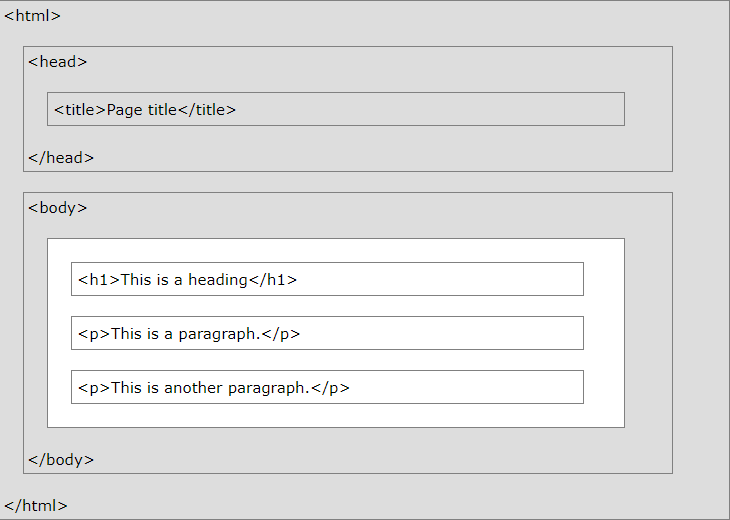 <html>
<head>
<title>Page title</title>
</head>
<body>
<h1>This is a heading</h1>
<p>This is a paragraph.</p>
<p>This is another paragraph.</p>
</body>
</html>